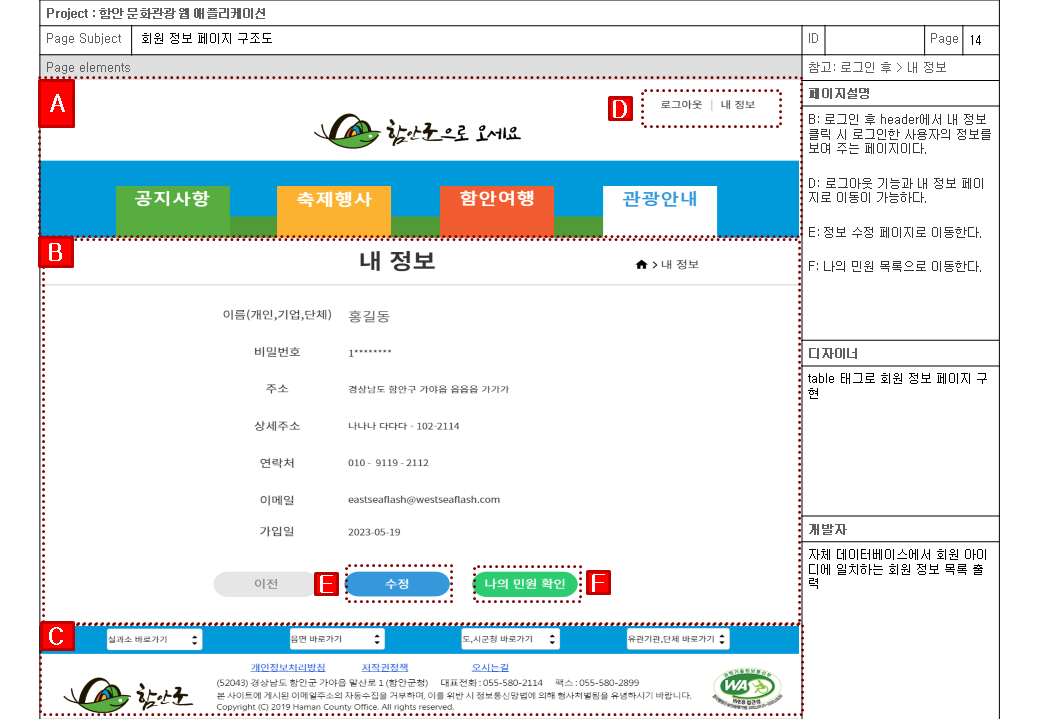 Project : 함안 문화관광 웹 애플리케이션
Page Subject 회원 정보 페이지 구조도 ID Page 14
Page elements 참고: 로그인 후 > 내 정보
A
D
로그아웃 | 내 정보
함안군으로 오세요
공지사항 축제행사 함안여행 관광안내
B
내 정보
> 내 정보
이름(개인,기업,단체) 홍길동
비밀번호 1********
주소 경상남도 함안구 가야읍 읍읍읍 가가가
상세주소 나나나 다다다 - 102-2114
연락처 010 - 9119 - 2112
이메일 eastseaflash@westseaflash.com
가입일 2023-05-19
이전 E 수정 나의 민원 확인 F
C
실과소 바로가기 읍면 바로가기 도,시군청 바로가기 유관기관,단체 바로가기
개인정보처리방침 저작권정책 오시는길
(52043) 경상남도 함안군 가야읍 말산로 1 (함안군청) 대표전화 : 055-580-2114 팩스 : 055-580-2899
본 사이트에 게시된 이메일주소의 자동수집을 거부하며, 이를 위반 시 정보통신망법에 의해 형사처벌됨을 유념하시기 바랍니다.
Copyright (C) 2019 Haman County Office. All rights reserved.
함안군
WA
WEB 접근성
페이지설명
B: 로그인 후 header에서 내 정보
클릭 시 로그인한 사용자의 정보를
보여 주는 페이지이다.
D: 로그아웃 기능과 내 정보 페이
지로 이동이 가능하다.
E: 정보 수정 페이지로 이동한다.
F: 나의 민원 목록으로 이동한다.
디자이너
table 태그로 회원 정보 페이지 구
현
개발자
자체 데이터베이스에서 회원 아이
디에 일치하는 회원 정보 목록 출
력